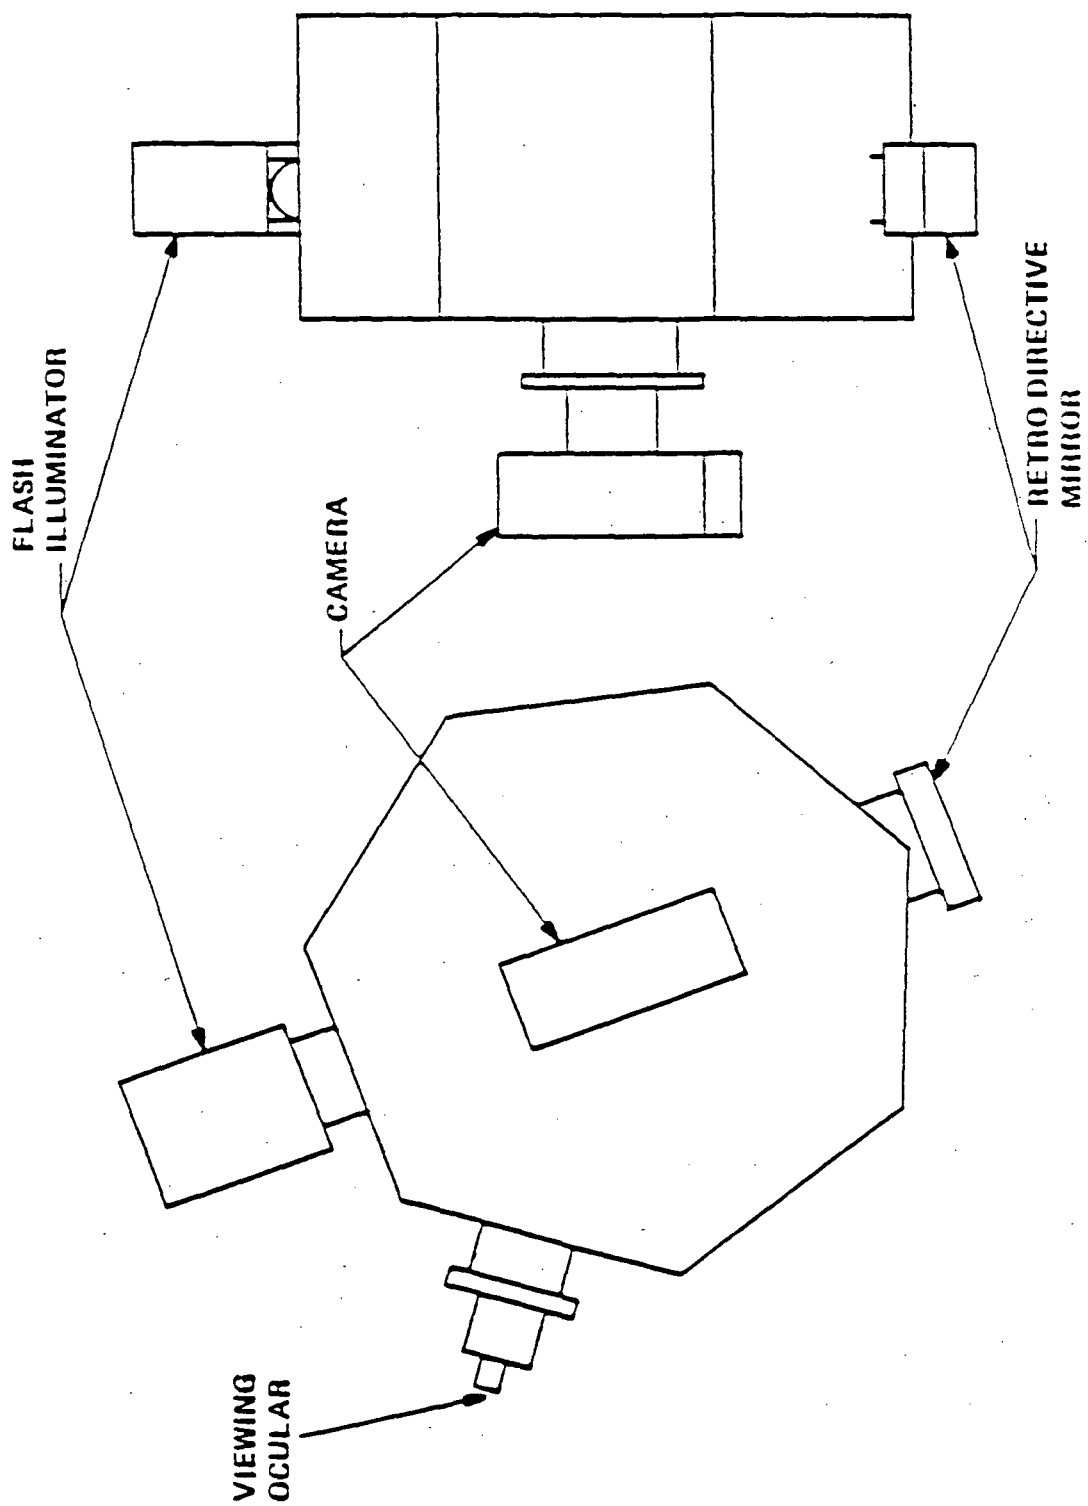 FLASH
ILLUMINATOR
CAMERA
RETRO DIRECTIVE
MIRROR
VIEWING
OCULAR